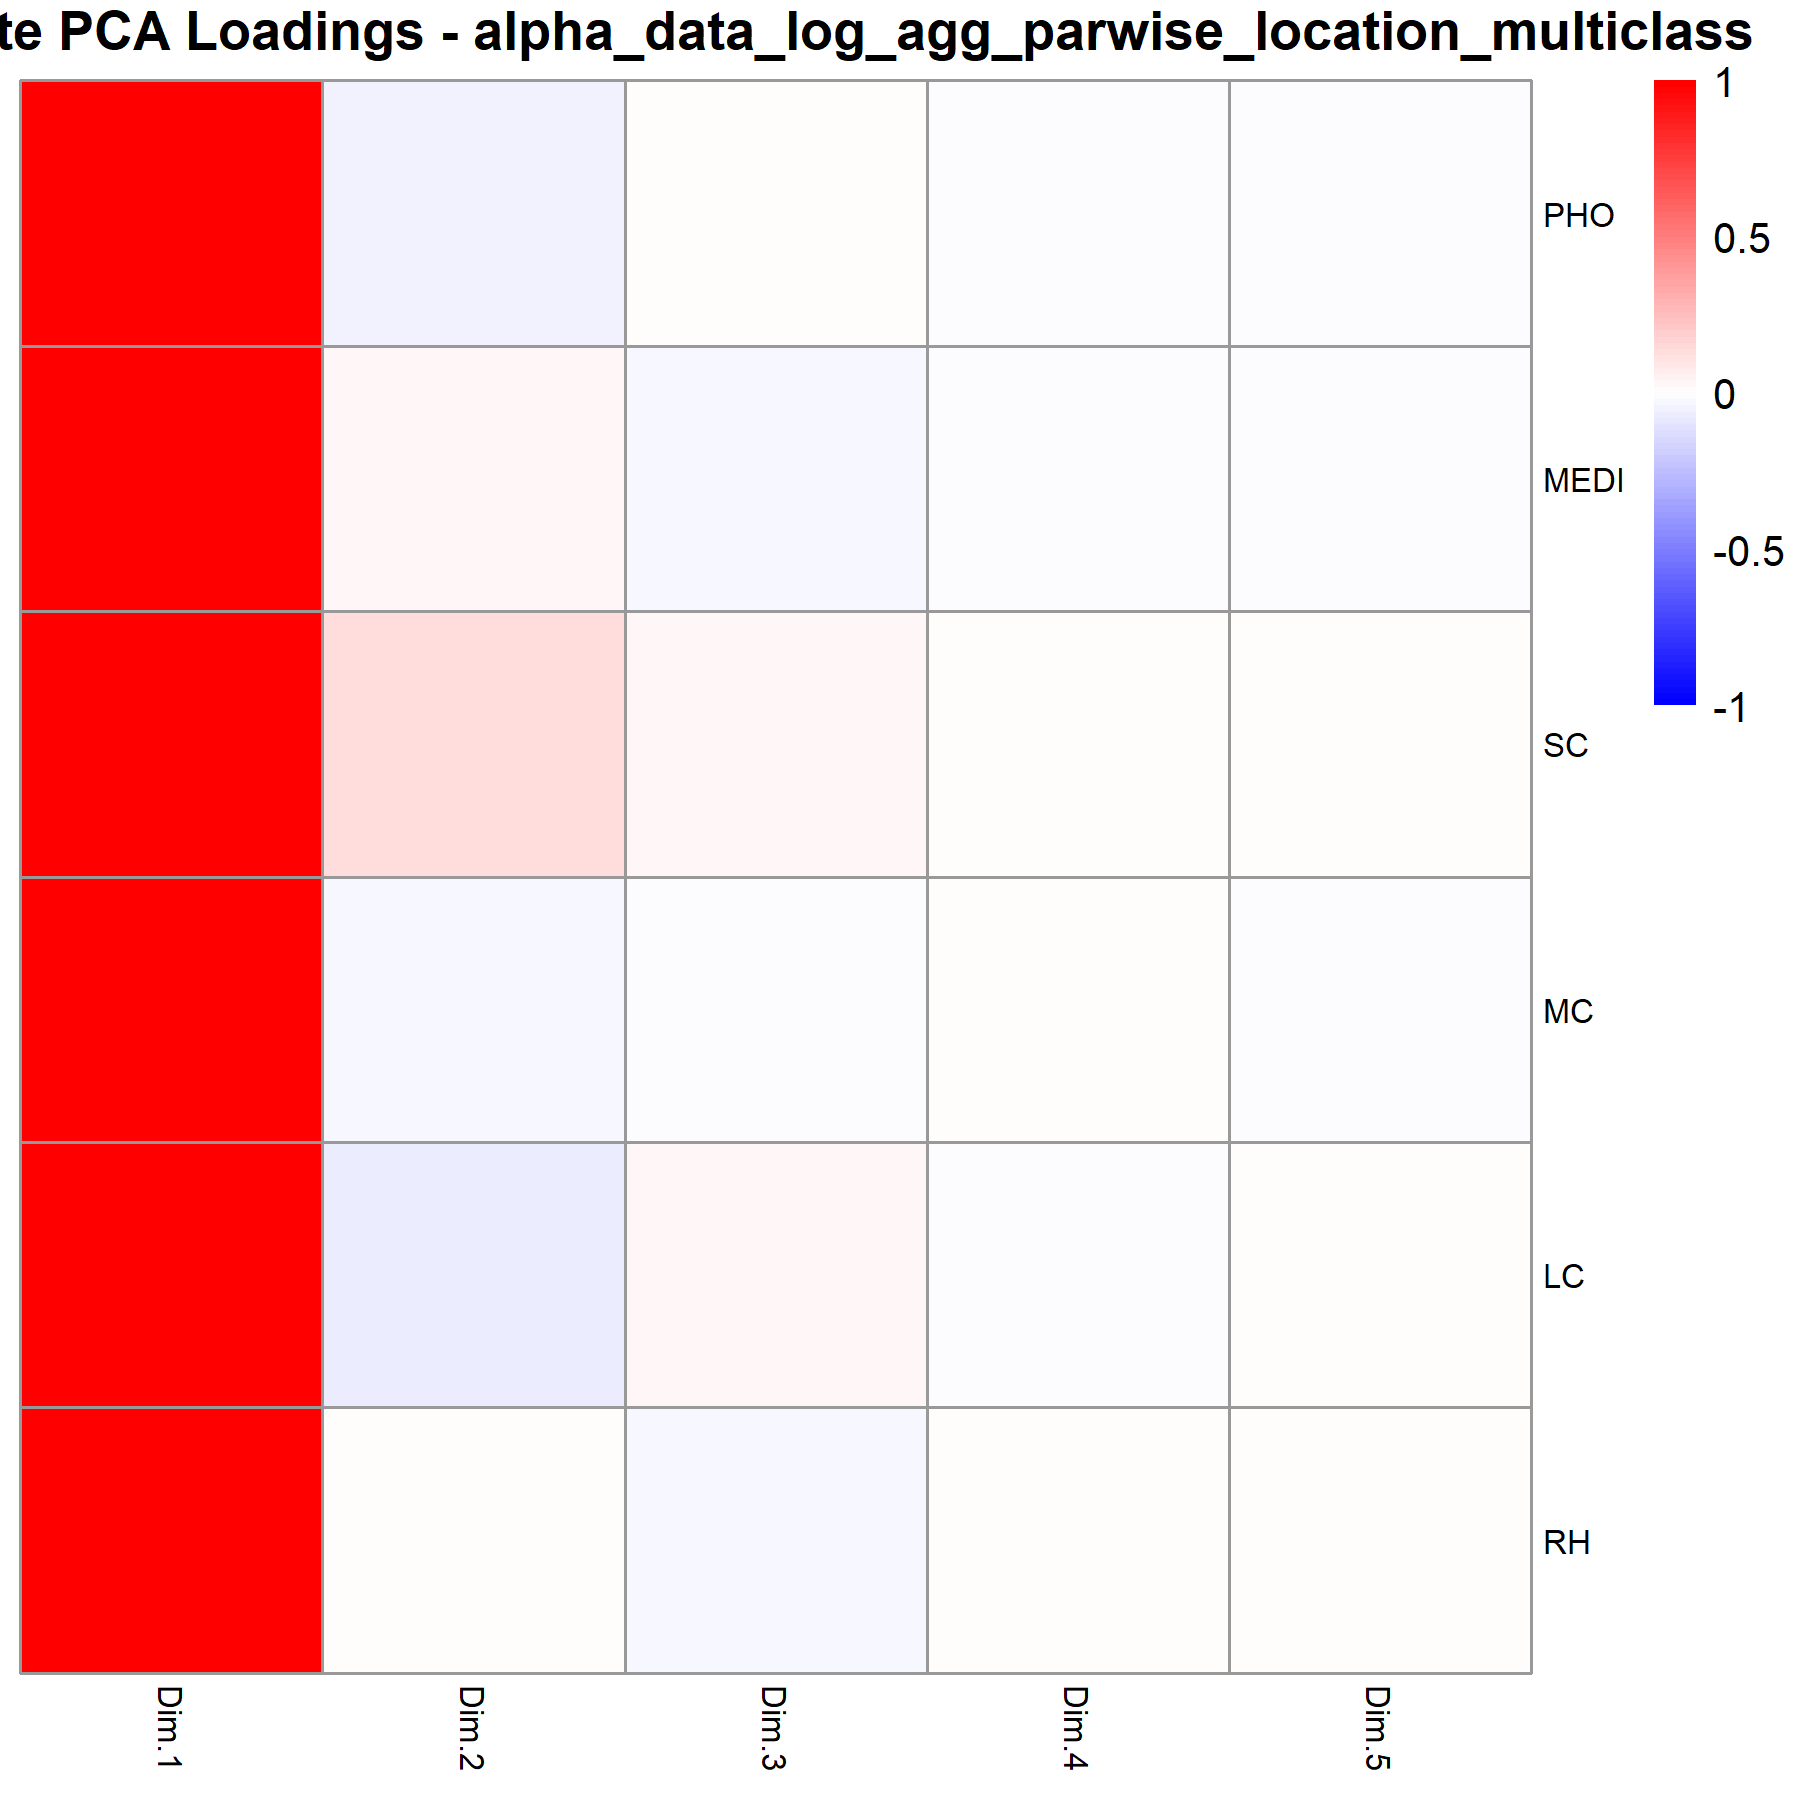 te PCA Loadings - alpha_data_log_agg_parwise_location_multiclass
1
0.5
0
-0.5
-1
PHO
MEDI
SC
MC
LC
RH
Dim.1
Dim.2
Dim.3
Dim.4
Dim.5